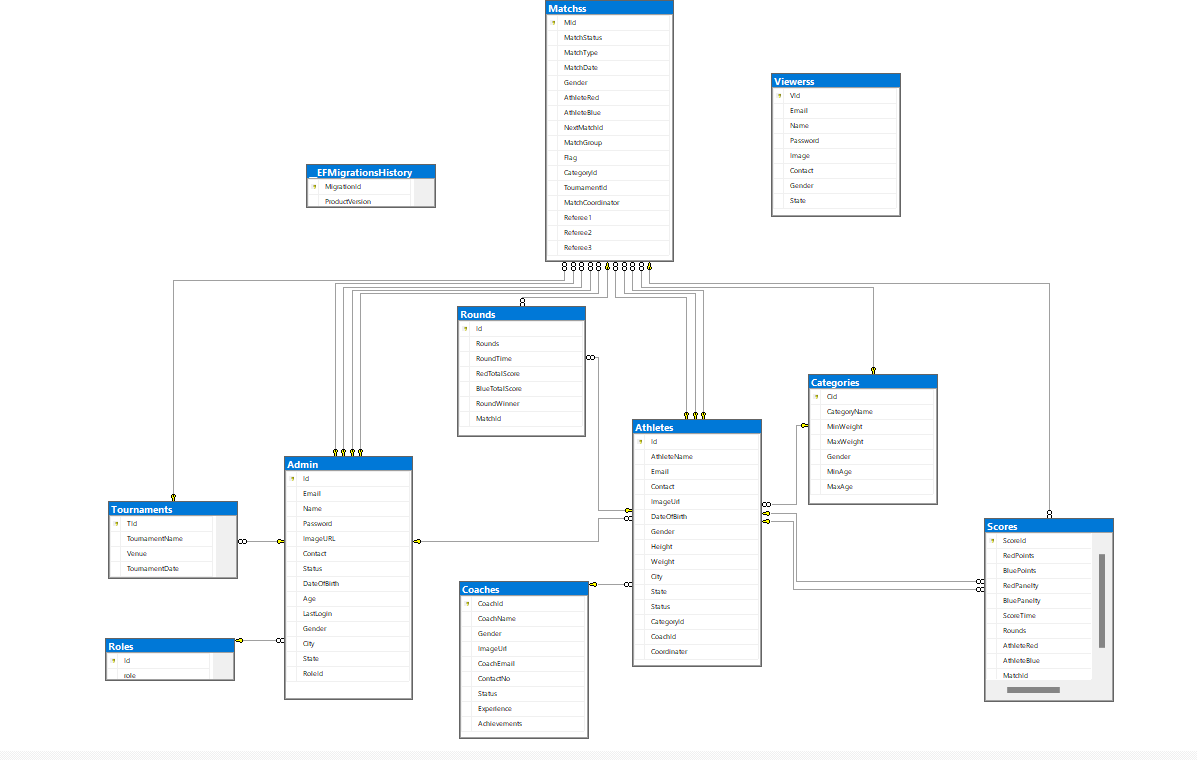 Matchss
MId
MatchStatus
MatchType
MatchDate
Gender
AthleteRed
AthleteBlue
NextMatchId
MatchGroup
Flag
CategoryId
TournamentId
MatchCoordinator
Referee1
Referee2
Referee3
Viewerss
VId
Email
Name
Password
Image
Contact
Gender
State
__EFMigrationsHistory
MigrationId
ProductVersion
Rounds
Id
Rounds
RoundTime
RedTotalScore
BlueTotalScore
RoundWinner
MatchId
Categories
Cid
CategoryName
MinWeight
MaxWeight
Gender
MinAge
MaxAge
Athletes
Id
AthleteName
Email
Contact
ImageUrl
DateOfBirth
Gender
Height
Weight
City
State
Status
CategoryId
CoachId
Coordinater
Admin
Id
Email
Name
Password
ImageURL
Contact
Status
DateOfBirth
Age
LastLogin
Gender
City
State
RoleId
Tournaments
TId
TournamentName
Venue
TournamentDate
Scores
ScoreId
RedPoints
BluePoints
RedPanelty
BluePanelty
ScoreTime
Rounds
AthleteRed
AthleteBlue
MatchId
Coaches
CoachId
CoachName
Gender
ImageUrl
CoachEmail
ContactNo
Status
Experience
Achievements
Roles
Id
role